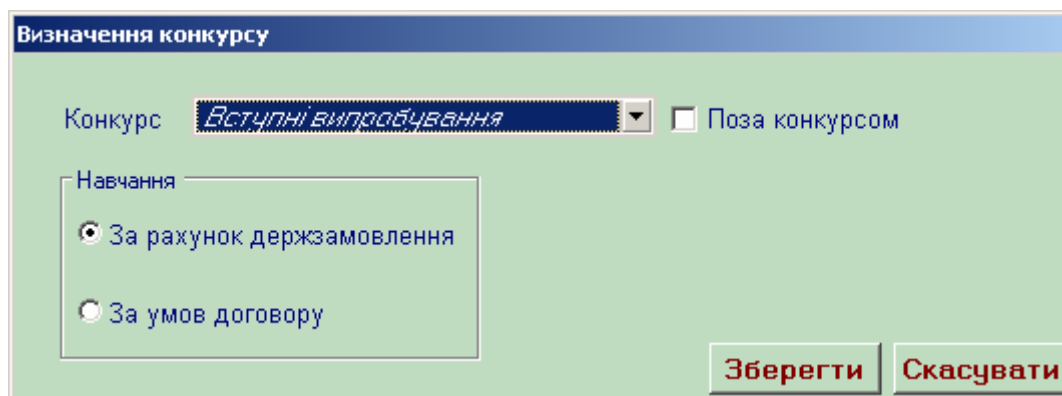 Визначення конкурсу
Конкурс Вступні випробування Поза конкурсом
Навчання
За рахунок держзамовлення
За умов договору
Зберегти Скасувати